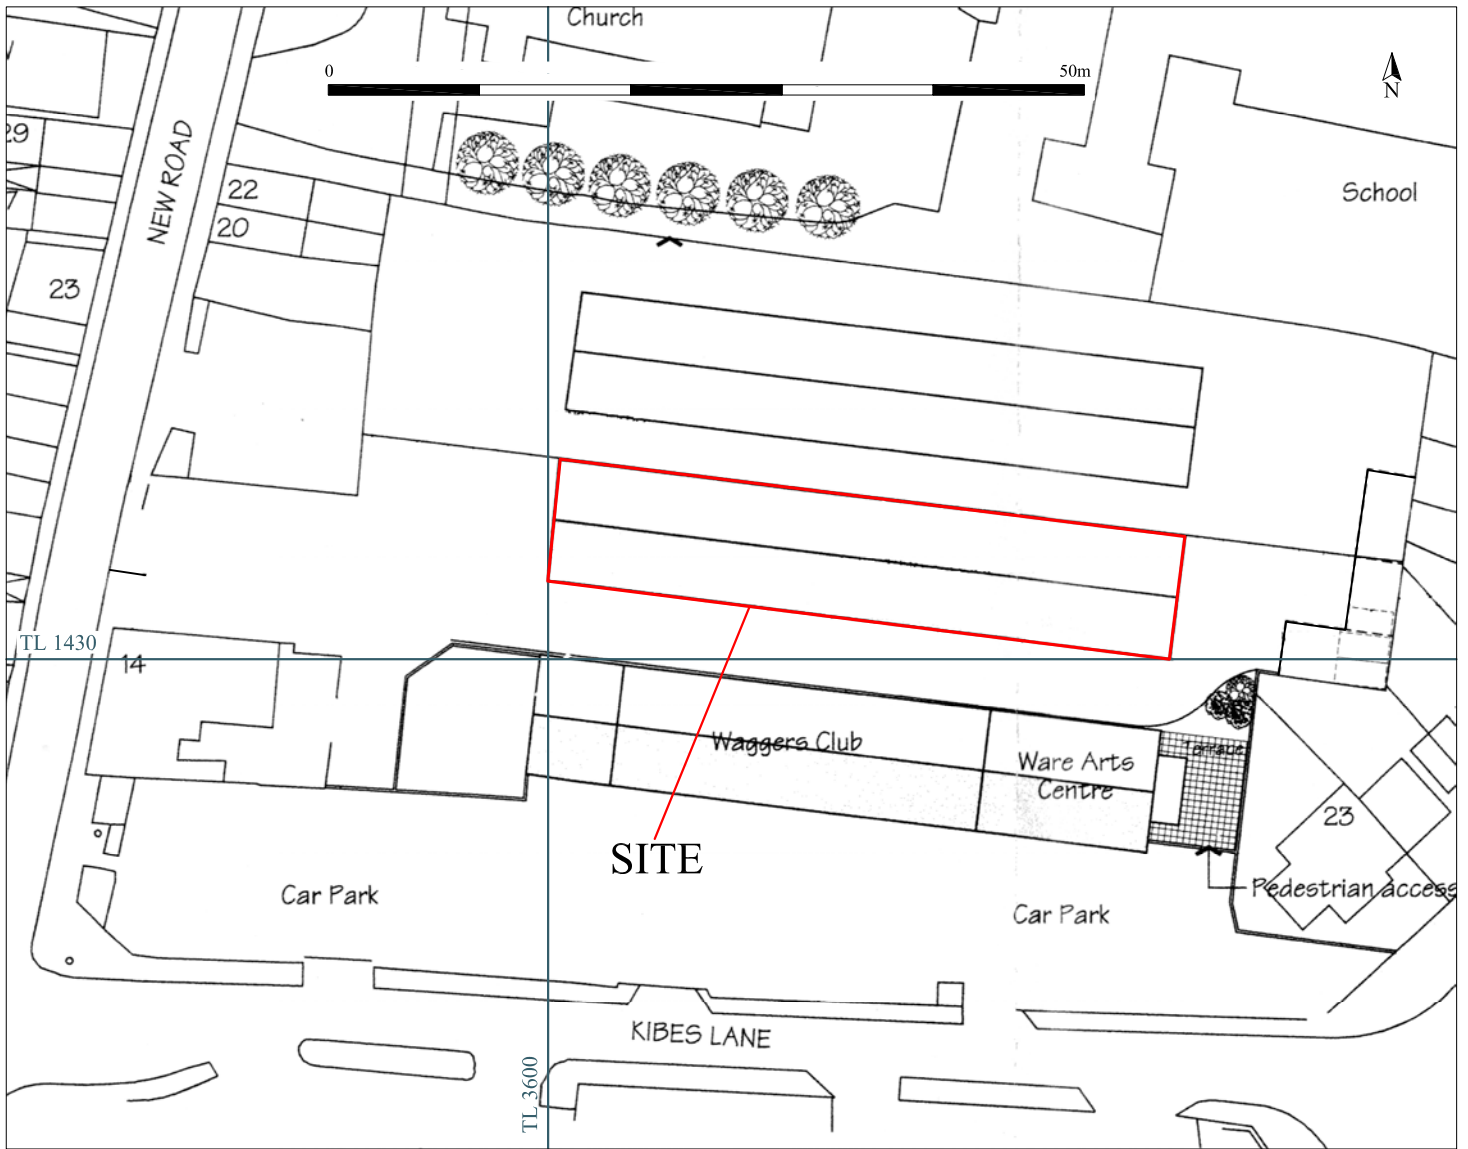 Church
0
50m
N
29
NEW ROAD
22
School
20
23
TL 1430
14
Waggers Club
Terrace
Ware Arts
Centre
23
SITE
Pedestrian access
Car Park
Car Park
KIBES LANE
TL 3600